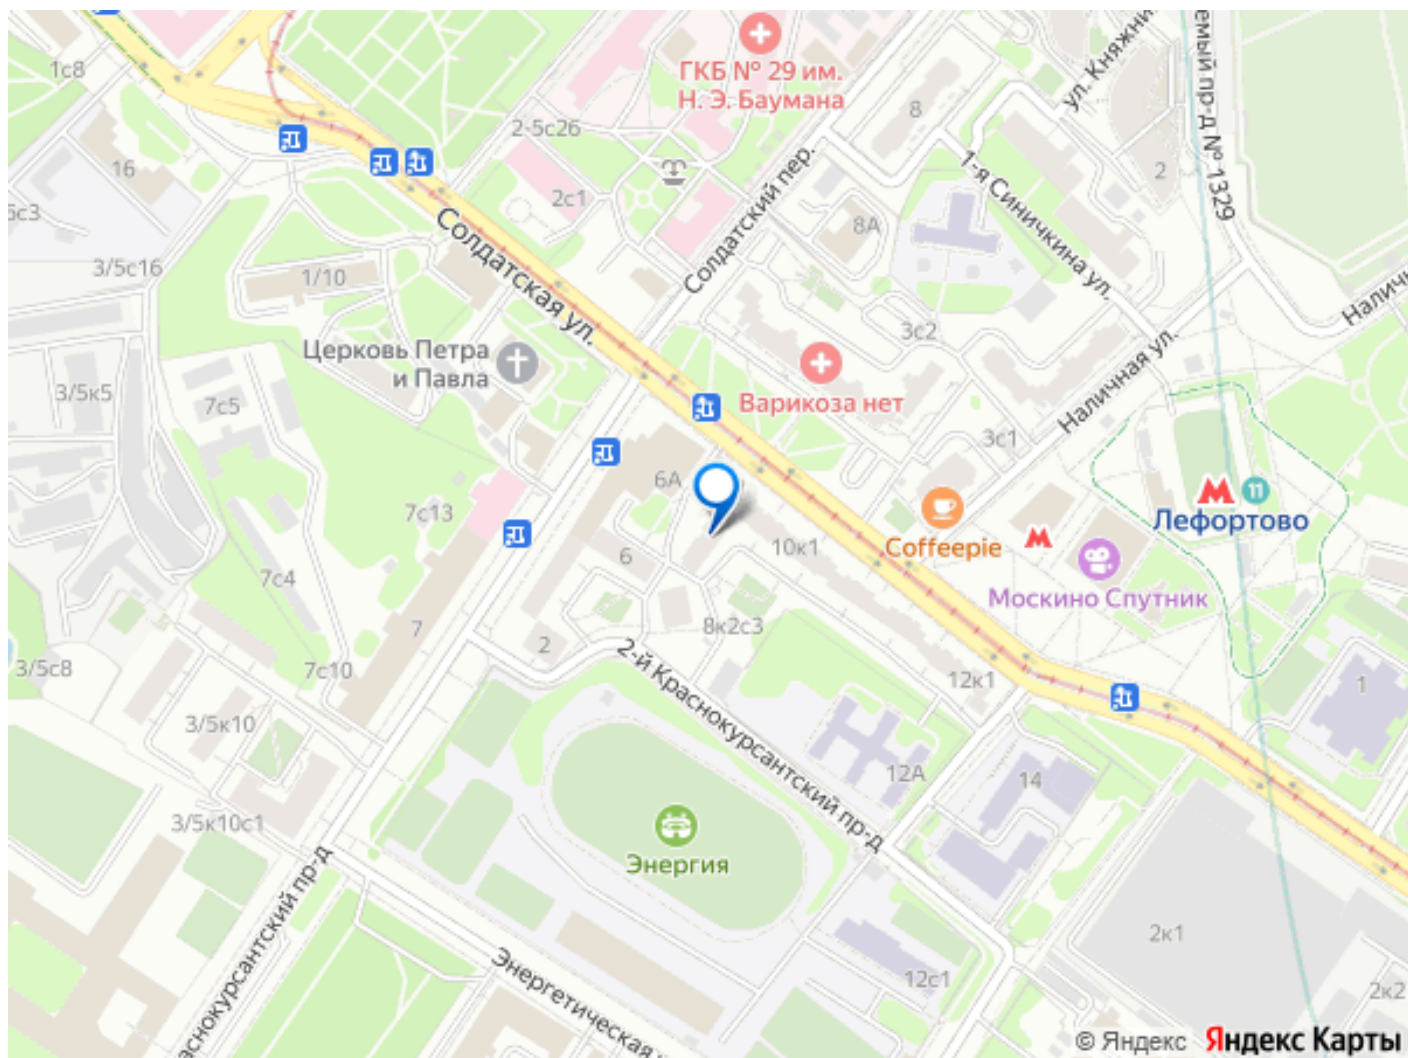 1с8
ГКБ № 29 им.
Н. Э. Баумана
ул. Княжни
емый пр-д № 1329
8
2-5с26
16
2
2с1
1-я Синичкина ул.
Солдатский пер.
8А
3/5с16
1/10
Солдатская ул.
Наличн
Наличная ул.
3с2
Церковь Петра
и Павла
3/5к5
7с5
Варикоза нет
3с1
6А
7с13
Лефортово
11
Coffeepie
10к1
6
7с4
Москино Спутник
8к2с3
7
2
3/5с8
7с10
2-й Краснокурсантский пр-д
12к1
1
3/5к10
12А
14
3/5к10с1
Энергия
снокурсантский пр-д
2к1
12с1
Энергетическая
2к2
© Яндекс Яндекс Карты